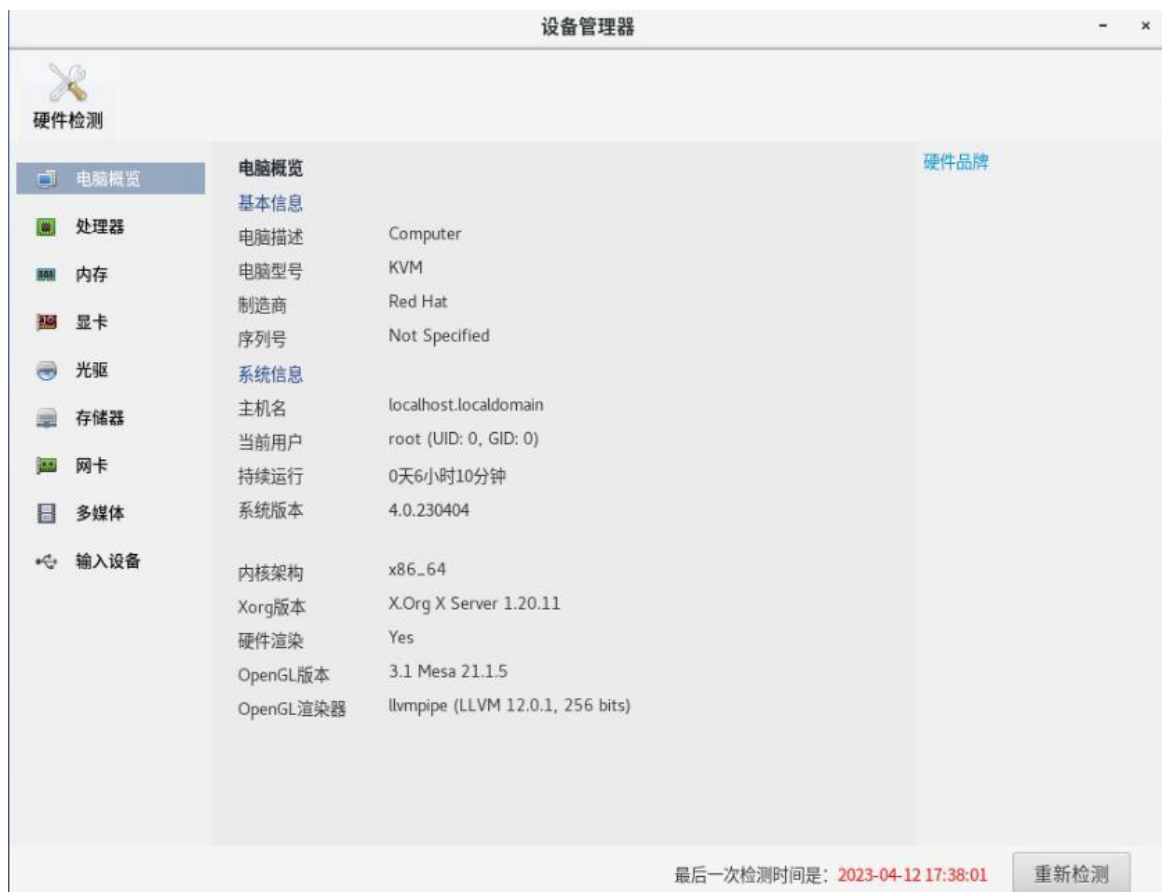 设备管理器
硬件检测
电脑概览
处理器
内存
显卡
光驱
存储器
网卡
多媒体
输入设备
电脑概览
基本信息
电脑描述 Computer
电脑型号 KVM
制造商 Red Hat
序列号 Not Specified
系统信息
主机名 localhost.localdomain
当前用户 root (UID: 0, GID: 0)
持续运行 0天6小时10分钟
系统版本 4.0.230404
内核架构 x86_64
Xorg版本 X.Org X Server 1.20.11
硬件渲染 Yes
OpenGL版本 3.1 Mesa 21.1.5
OpenGL渲染器 llvmpipe (LLVM 12.0.1, 256 bits)
硬件品牌
最后一次检测时间是：2023-04-12 17:38:01 重新检测